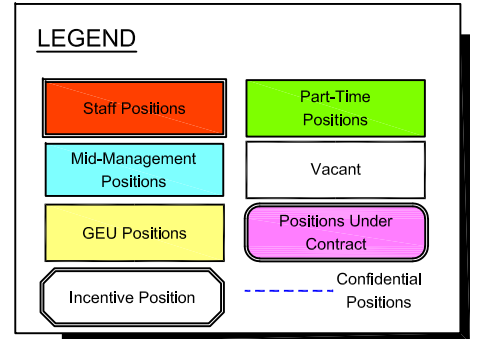 LEGEND
Staff Positions
Part-Time
Positions
Mid-Management
Positions
Vacant
GEU Positions
Positions Under
Contract
Incentive Position
Confidential
Positions